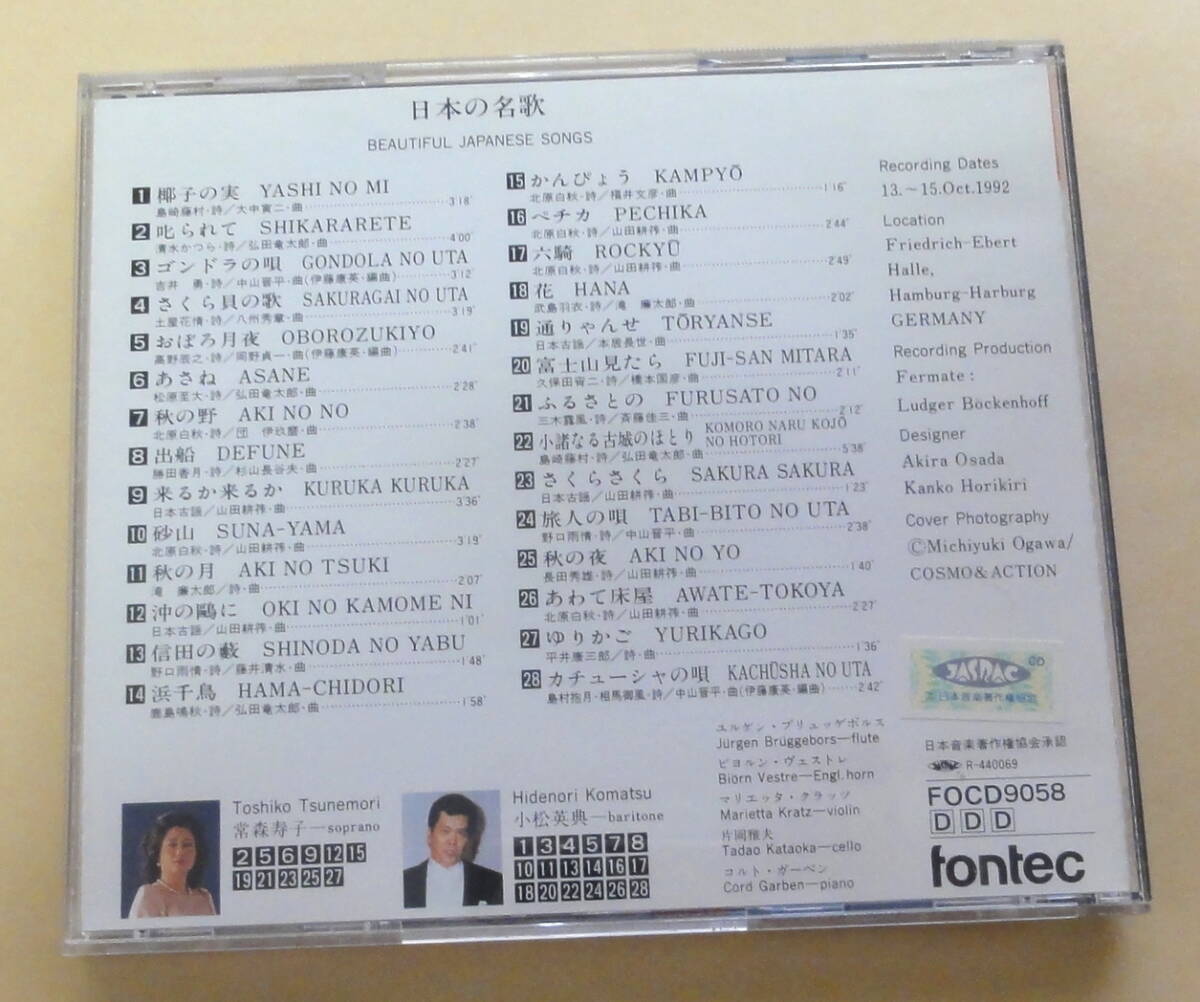 日本の名歌
BEAUTIFUL JAPANESE SONGS
1 椰子の実 YASHI NO MI
島崎藤村・詩／大中寅二・曲 3'18"
2 叱られて SHIKARARETE
清水かつら・詩／弘田竜太郎・曲 4'00"
3 ゴンドラの唄 GONDOLA NO UTA
吉井 勇・詩／中山晋平・曲(伊藤康英・編曲) 3'12"
4 さくら貝の歌 SAKURAGAI NO UTA
土屋花情・詩／八州秀章・曲 3'19"
5 おぼろ月夜 OBOROZUKIYO
高野辰之・詩／岡野貞一・曲(伊藤康英・編曲) 2'41"
6 あさね ASANE
松原至大・詩／弘田竜太郎・曲 2'28"
7 秋の野 AKI NO NO
北原白秋・詩／団 伊玖磨・曲 2'38"
8 出船 DEFUNE
勝田香月・詩／杉山長谷夫・曲 2'27"
9 来るか来るか KURUKA KURUKA
日本古謡／山田耕筰・曲 3'36"
10 砂山 SUNA-YAMA
北原白秋・詩／山田耕筰・曲 3'19"
11 秋の月 AKI NO TSUKI
滝 廉太郎／詩・曲 2'07"
12 沖の鷗に OKI NO KAMOME NI
日本古謡／山田耕筰・曲 1'01"
13 信田の藪 SHINODA NO YABU
野口雨情・詩／藤井清水・曲 1'48"
14 浜千鳥 HAMA-CHIDORI
鹿島鳴秋・詩／弘田竜太郎・曲 1'58"
15 かんぴょう KAMPYŌ
北原白秋・詩／福井文彦・曲 1'16"
16 ペチカ PECHIKA
北原白秋・詩／山田耕筰・曲 2'44"
17 六騎 ROCKYŪ
北原白秋・詩／山田耕筰・曲 2'49"
18 花 HANA
武島羽衣・詩／滝 廉太郎・曲 2'02"
19 通りゃんせ TŌRYANSE
日本古謡／本居長世・曲 1'35"
20 富士山見たら FUJI-SAN MITARA
久保田宵二・詩／橋本国彦・曲 2'11"
21 ふるさとの FURUSATO NO
三木露風・詩／斉藤佳三・曲 2'12"
22 小諸なる古城のほとり KOMORO NARU KOJŌ NO HOTORI
島崎藤村・詩／弘田竜太郎・曲 5'38"
23 さくらさくら SAKURA SAKURA
日本古謡／山田耕筰・曲 1'23"
24 旅人の唄 TABI-BITO NO UTA
野口雨情・詩／中山晋平・曲 2'38"
25 秋の夜 AKI NO YO
長田秀雄・詩／山田耕筰・曲 1'40"
26 あわて床屋 AWATE-TOKOYA
北原白秋・詩／山田耕筰・曲 2'27"
27 ゆりかご YURIKAGO
平井康三郎／詩・曲 1'36"
28 カチューシャの唄 KACHŪSHA NO UTA
島村抱月・相馬御風・詩／中山晋平・曲(伊藤康英・編曲) 2'42"
Recording Dates
13.～15.Oct.1992
Location
Friedrich-Ebert
Halle,
Hamburg-Harburg
GERMANY
Recording Production
Fermate:
Ludger Böckenhoff
Designer
Akira Osada
Kanko Horikiri
Cover Photography
©Michiyuki Ogawa/
COSMO&ACTION
JASRAC CD
日本音楽著作権協会承認
R-440069
FOCD9058
D D D
fontec
ユルゲン・ブリュッゲボルス
Jürgen Brüggebors—flute
ビヨルン・ヴェストレ
Biörn Vestre—Engl.horn
マリエッタ・クラッツ
Marietta Kratz—violin
片岡雅夫
Tadao Kataoka—cello
コルト・ガーベン
Cord Garben—piano
Toshiko Tsunemori
常森寿子—soprano
2 5 6 9 12 15
19 21 23 25 27
Hidenori Komatsu
小松英典—baritone
1 3 4 5 7 8
10 11 13 14 16 17
18 20 22 24 26 28